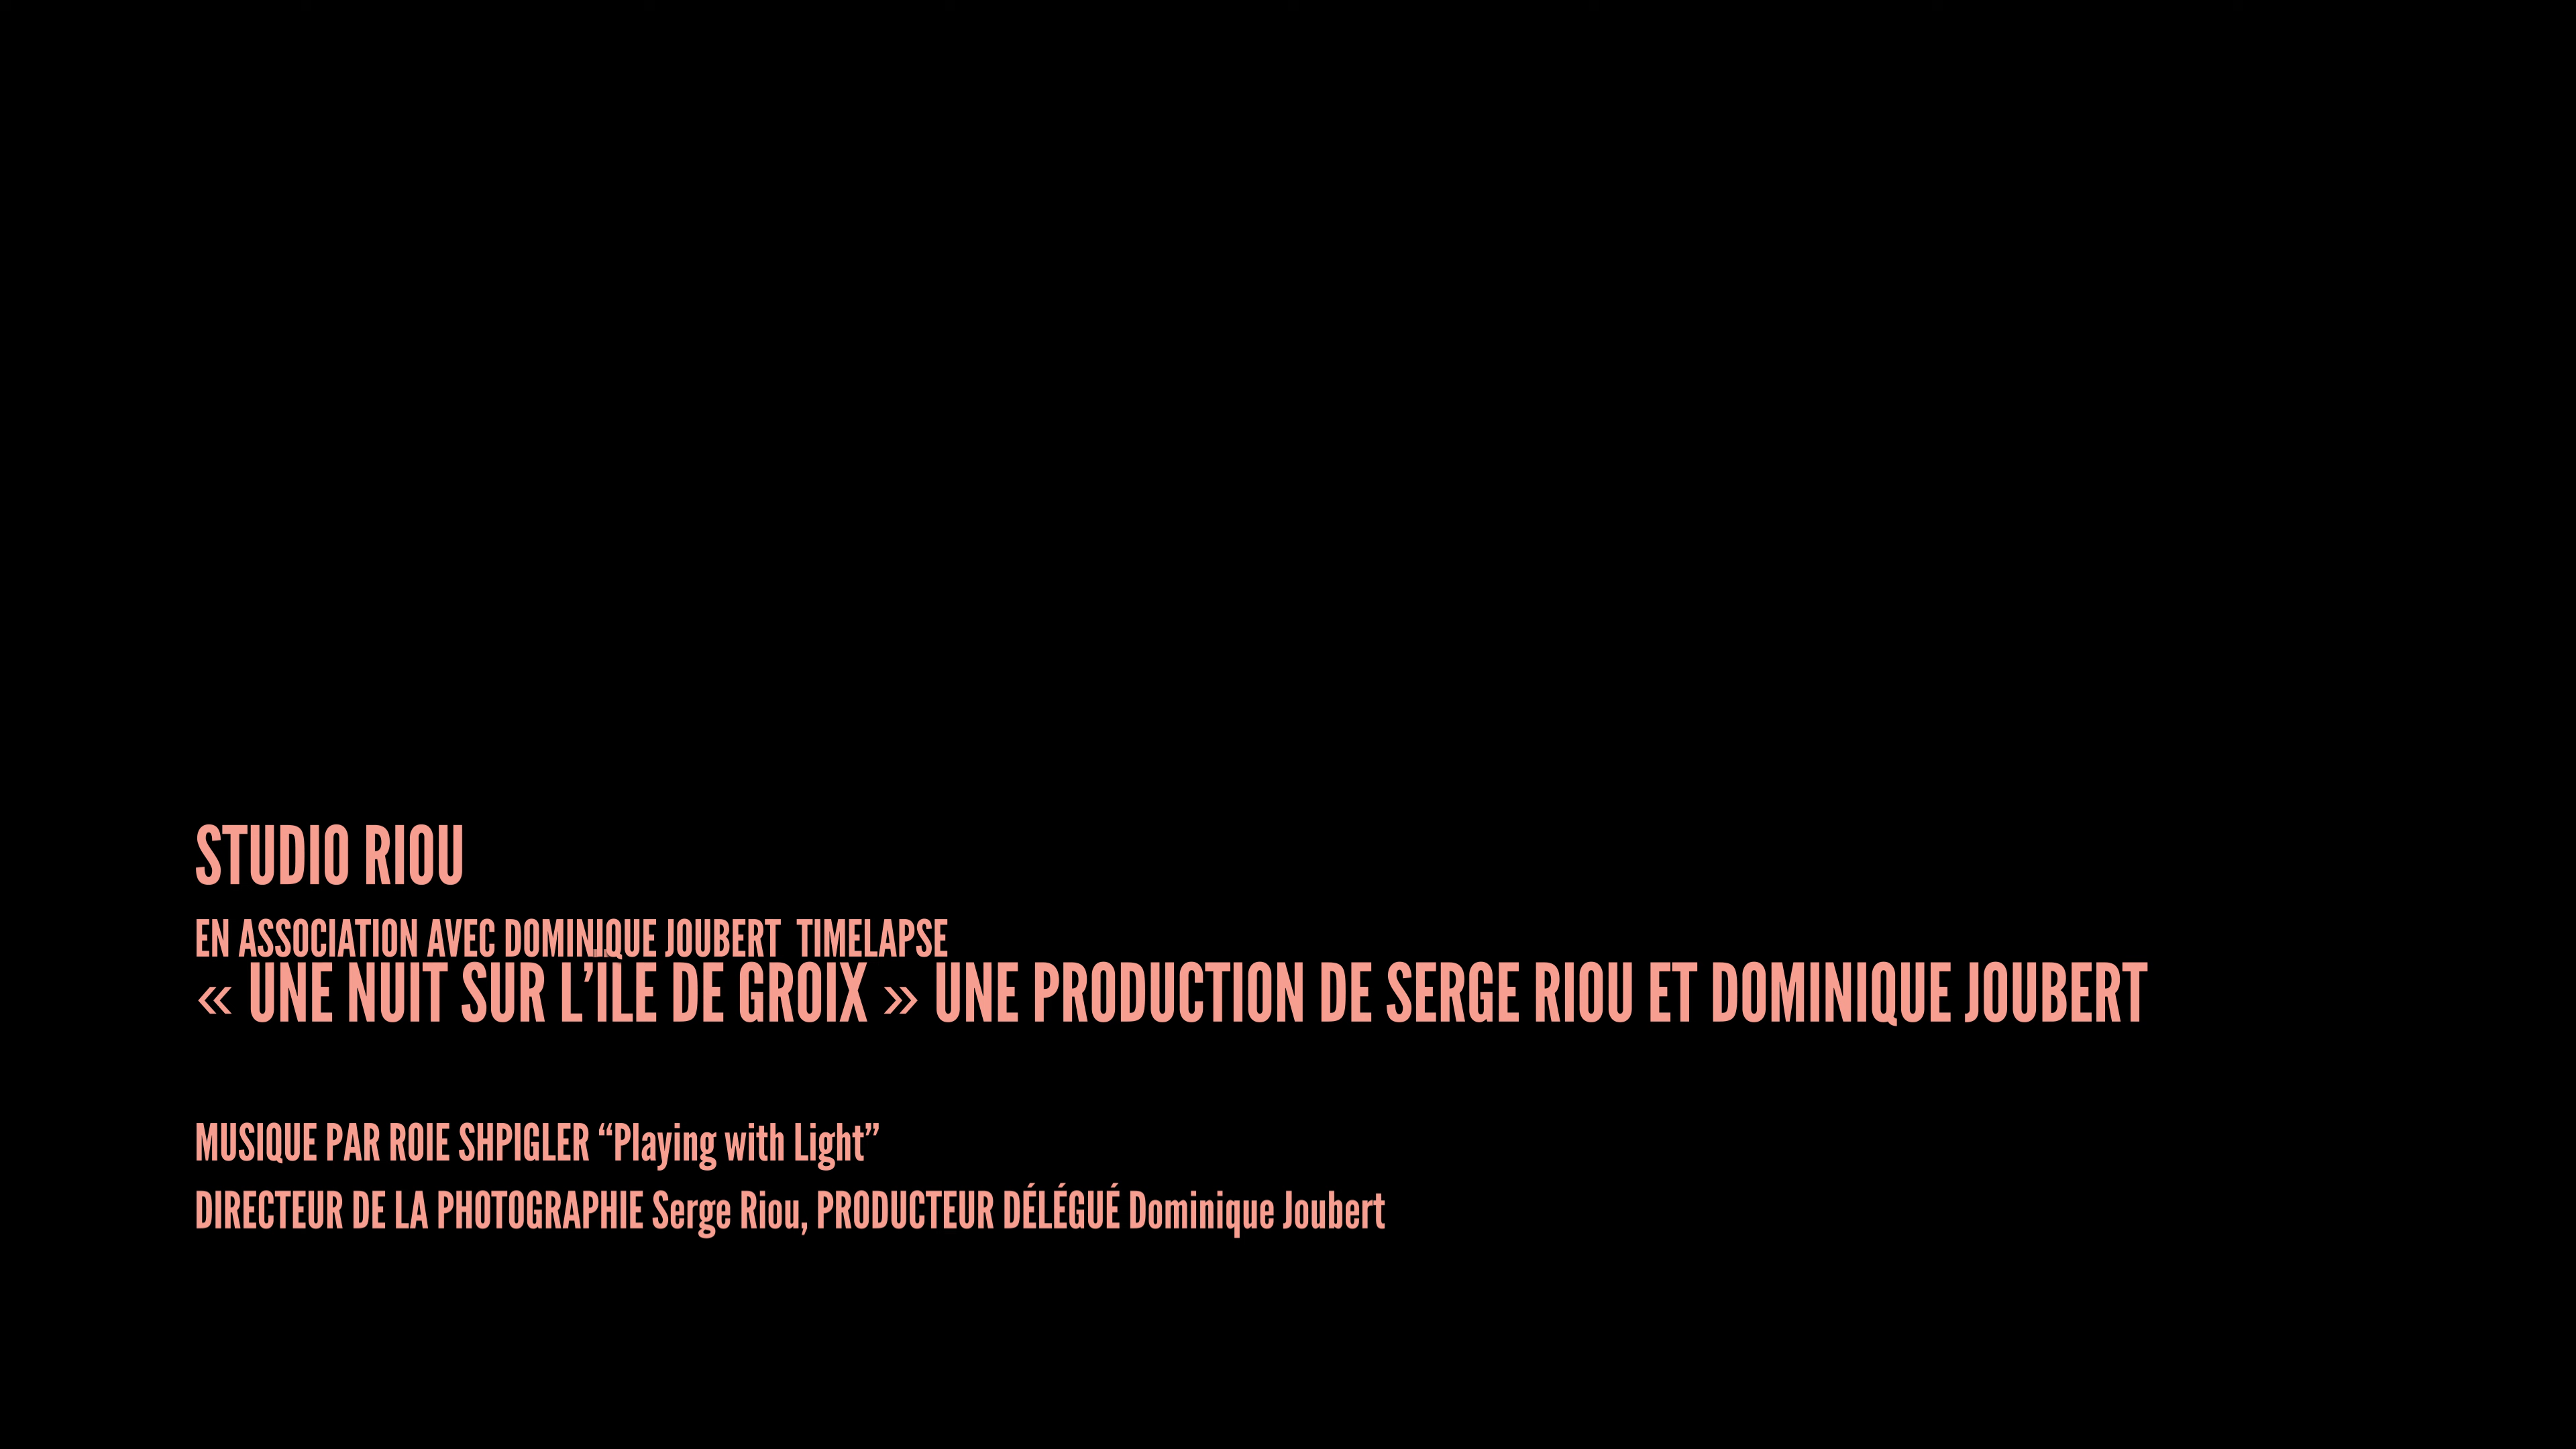 STUDIO RIOU
EN ASSOCIATION AVEC DOMINIQUE JOUBERT  TIMELAPSE
« UNE NUIT SUR L’ÏLE DE GROIX » UNE PRODUCTION DE SERGE RIOU ET DOMINIQUE JOUBERT
MUSIQUE PAR ROIE SHPIGLER “Playing with Light”
DIRECTEUR DE LA PHOTOGRAPHIE Serge Riou, PRODUCTEUR DÉLÉGUÉ Dominique Joubert